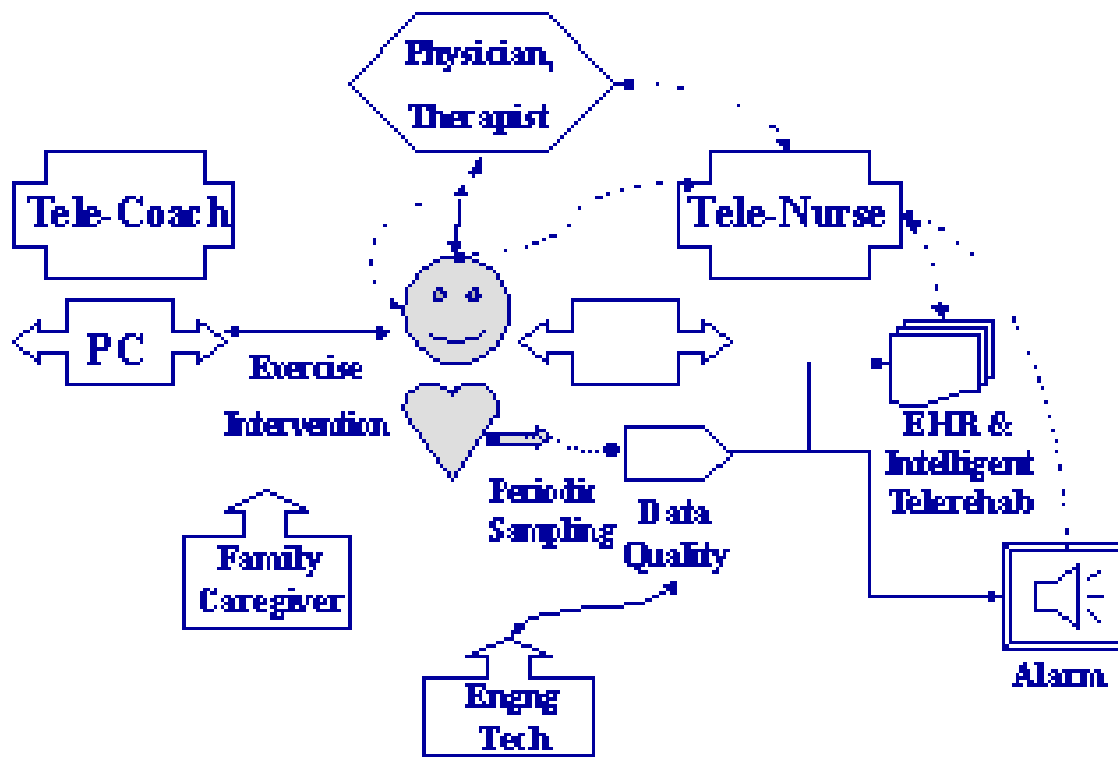 Physician,
Therapist
Tele-Coach
Tele-Nurse
PC
Exercise
Intervention
EHR &
Intelligent
Telerehab
Periodic
Sampling
Data
Quality
Family
Caregiver
Engng
Tech
Alarm